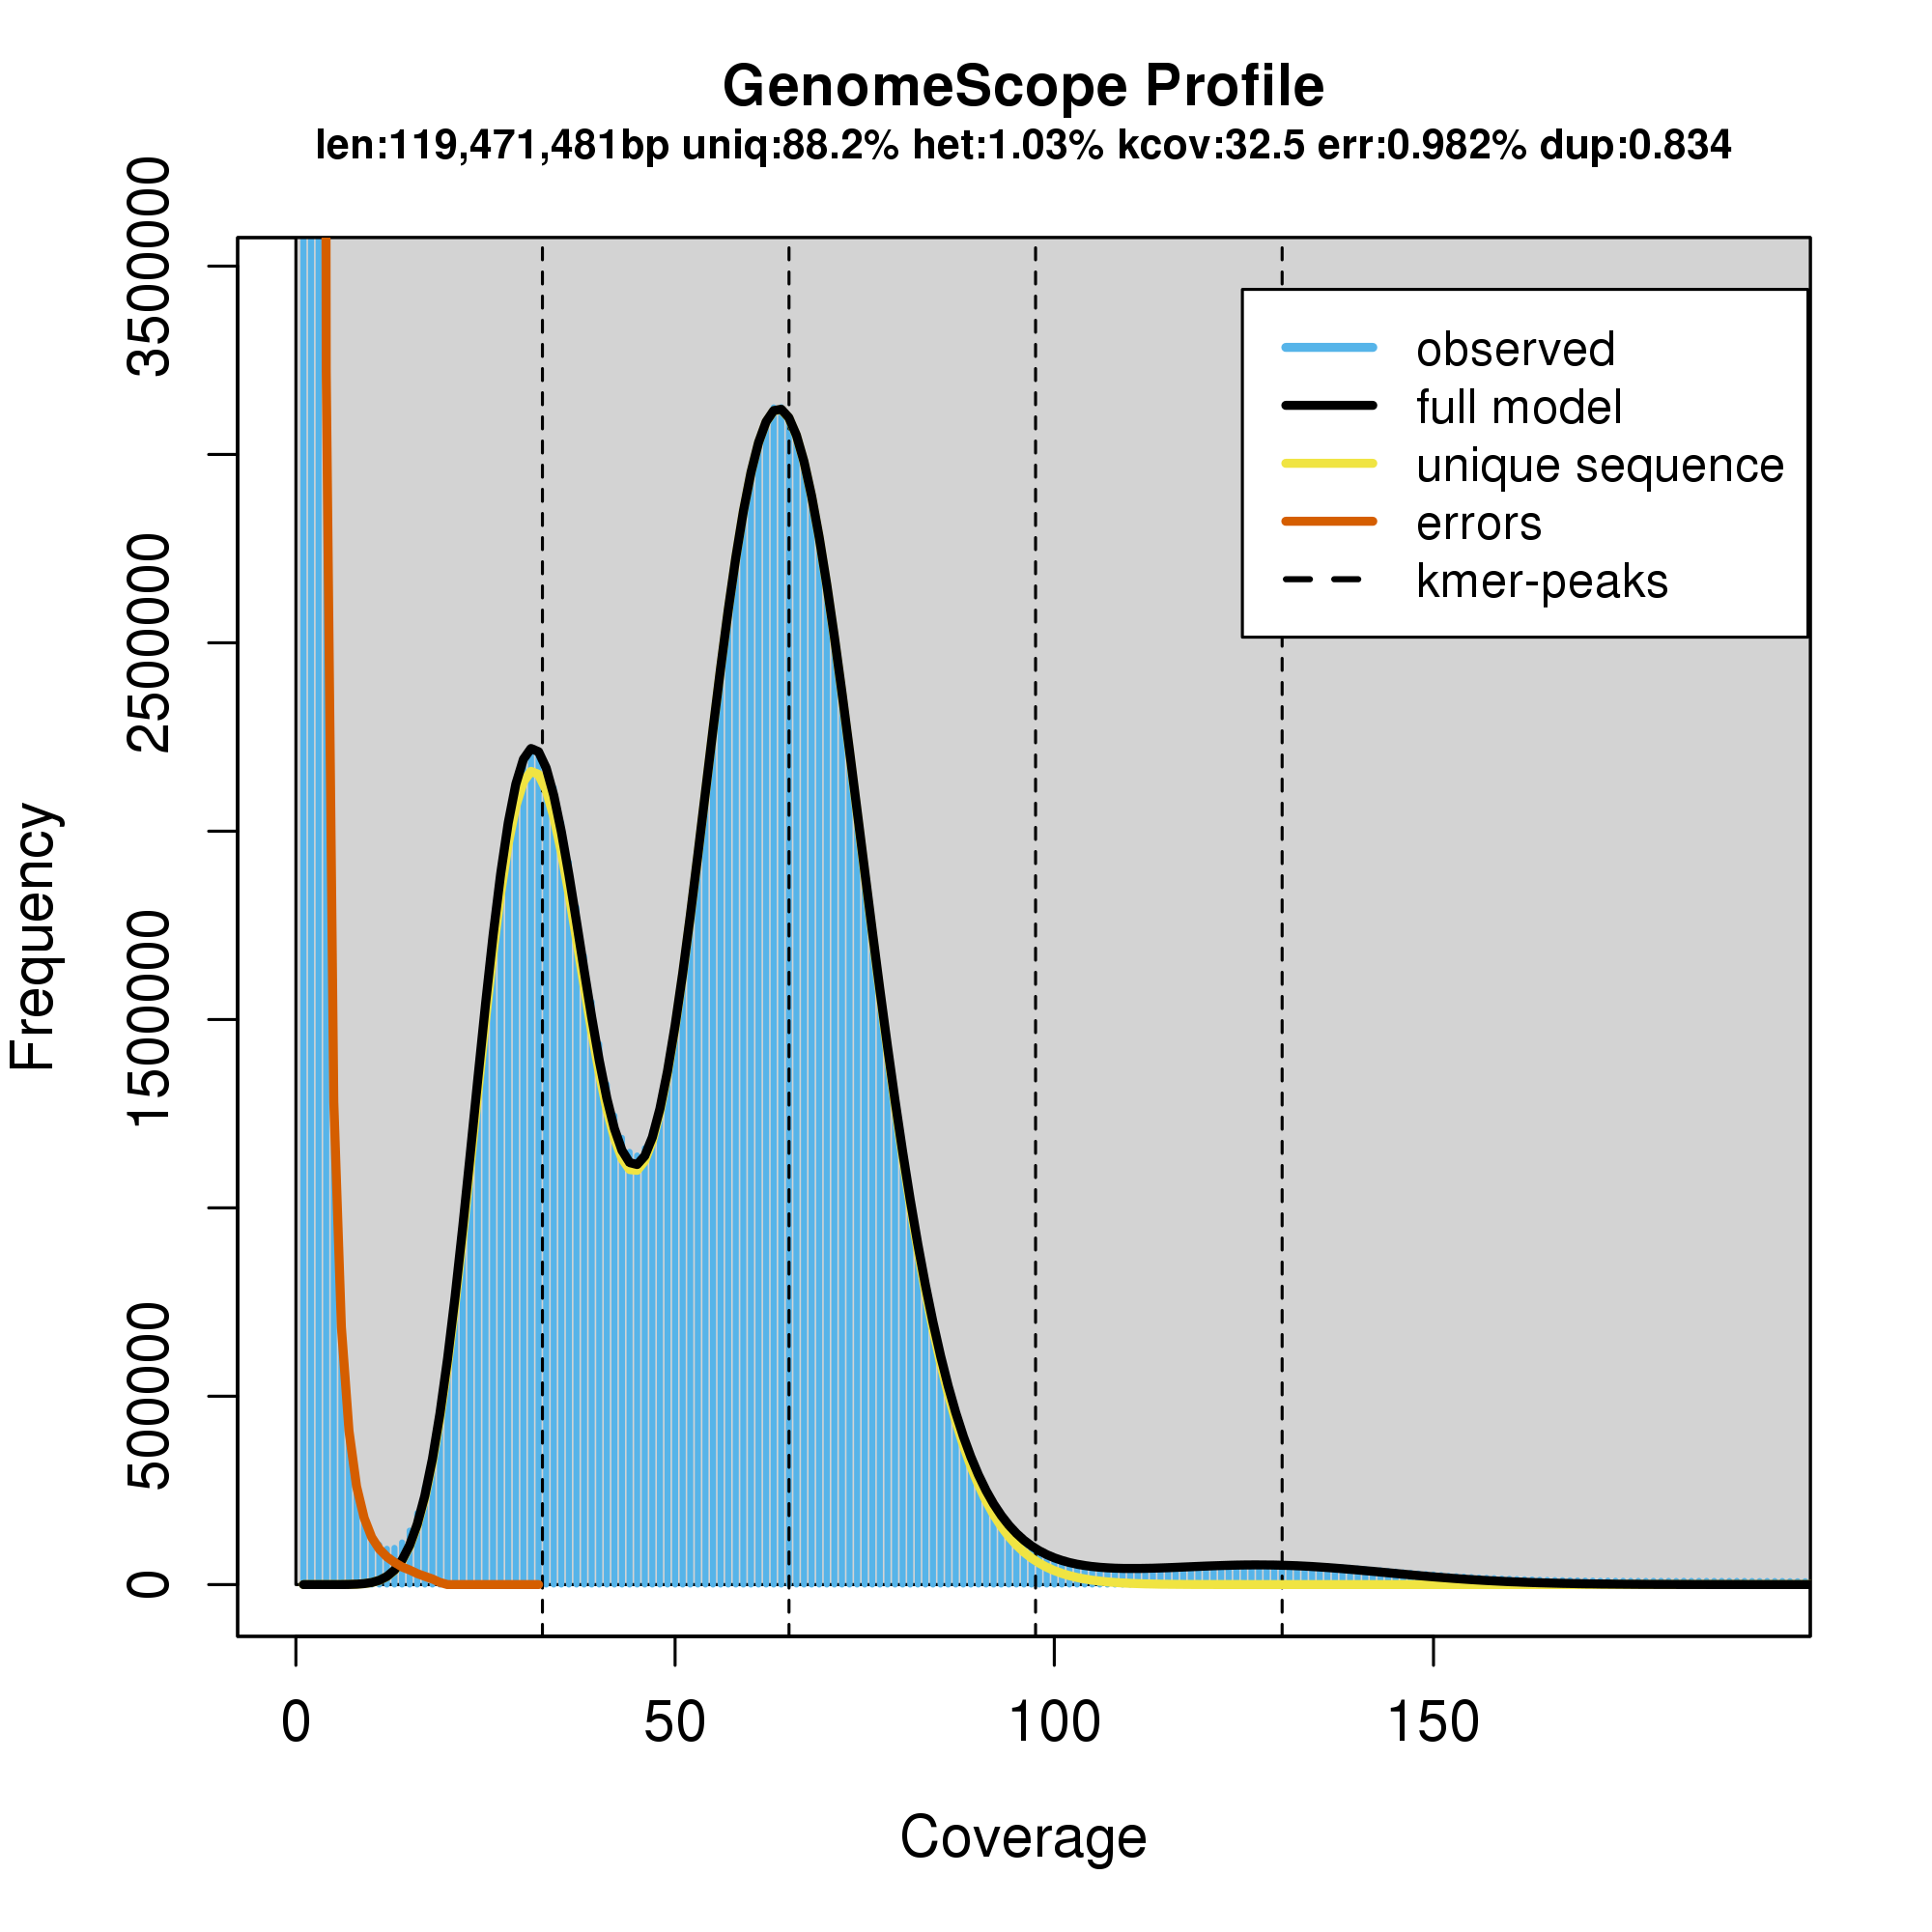 GenomeScope Profile
len:119,471,481bp uniq:88.2% het:1.03% kcov:32.5 err:0.982% dup:0.834
observed
full model
unique sequence
errors
kmer-peaks
Frequency
3500000
2500000
1500000
500000
0
0 50 100 150
Coverage